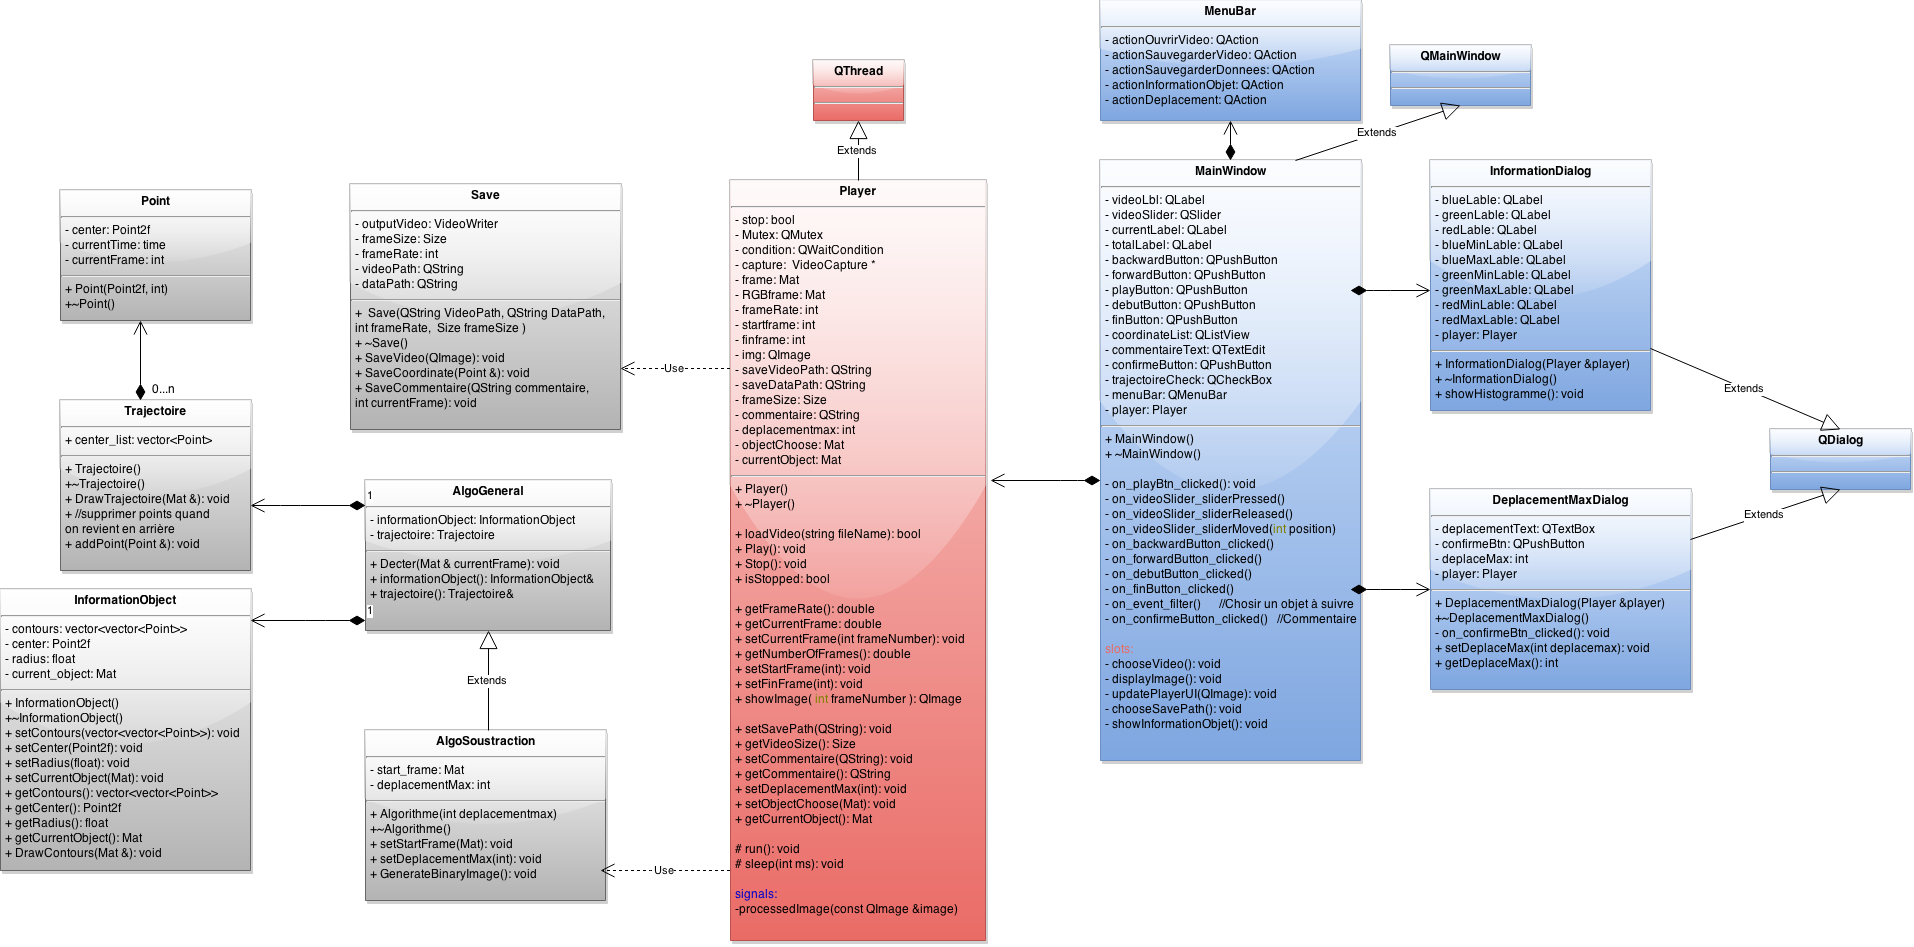 MenuBar
- actionOuvrirVideo: QAction
- actionSauvegarderVideo: QAction
- actionSauvegarderDonnees: QAction
- actionInformationObjet: QAction
- actionDeplacement: QAction
QMainWindow
QThread
Extends
Extends
Point
- center: Point2f
- currentTime: time
- currentFrame: int
+ Point(Point2f, int)
+~Point()
0...n
Trajectoire
+ center_list: vector<Point>
+ Trajectoire()
+~Trajectoire()
+ DrawTrajectoire(Mat &): void
+ //supprimer points quand
on revient en arrière
+ addPoint(Point &): void
InformationObject
- contours: vector<vector<Point>>
- center: Point2f
- radius: float
- current_object: Mat
+ InformationObject()
+~InformationObject()
+ setContours(vector<vector<Point>>): void
+ setCenter(Point2f): void
+ setRadius(float): void
+ setCurrentObject(Mat): void
+ getContours(): vector<vector<Point>>
+ getCenter(): Point2f
+ getRadius(): float
+ getCurrentObject(): Mat
+ DrawContours(Mat &): void
Save
- outputVideo: VideoWriter
- frameSize: Size
- frameRate: int
- videoPath: QString
- dataPath: QString
+  Save(QString VideoPath, QString DataPath,
int frameRate,  Size frameSize )
+ ~Save()
+ SaveVideo(QImage): void
+ SaveCoordinate(Point &): void
+ SaveCommentaire(QString commentaire,
int currentFrame): void
Use
1
AlgoGeneral
- informationObject: InformationObject
- trajectoire: Trajectoire
+ Decter(Mat & currentFrame): void
+ informationObject(): InformationObject&
+ trajectoire(): Trajectoire&
1
Extends
AlgoSoustraction
- start_frame: Mat
- deplacementMax: int
+ Algorithme(int deplacementmax)
+~Algorithme()
+ setStartFrame(Mat): void
+ setDeplacementMax(int): void
+ GenerateBinaryImage(): void
Use
Player
- stop: bool
- Mutex: QMutex
- condition: QWaitCondition
- capture:  VideoCapture *
- frame: Mat
- RGBframe: Mat
- frameRate: int
- startframe: int
- finframe: int
- img: QImage
- saveVideoPath: QString
- saveDataPath: QString
- frameSize: Size
- commentaire: QString
- deplacementmax: int
- objectChoose: Mat
- currentObject: Mat
+ Player()
+ ~Player()
+ loadVideo(string fileName): bool
+ Play(): void
+ Stop(): void
+ isStopped: bool
+ getFrameRate(): double
+ getCurrentFrame: double
+ setCurrentFrame(int frameNumber): void
+ getNumberOfFrames(): double
+ setStartFrame(int): void
+ setFinFrame(int): void
+ showImage( int frameNumber ): QImage
+ setSavePath(QString): void
+ getVideoSize(): Size
+ setCommentaire(QString): void
+ getCommentaire(): QString
+ setDeplacementMax(int): void
+ setObjectChoose(Mat): void
+ getCurrentObject(): Mat
# run(): void
# sleep(int ms): void
signals:
-processedImage(const QImage &image)
MainWindow
- videoLbl: QLabel
- videoSlider: QSlider
- currentLabel: QLabel
- totalLabel: QLabel
- backwardButton: QPushButton
- forwardButton: QPushButton
- playButton: QPushButton
- debutButton: QPushButton
- finButton: QPushButton
- coordinateList: QListView
- commentaireText: QTextEdit
- confirmeButton: QPushButton
- trajectoireCheck: QCheckBox
- menuBar: QMenuBar
- player: Player
+ MainWindow()
+ ~MainWindow()
- on_playBtn_clicked(): void
- on_videoSlider_sliderPressed()
- on_videoSlider_sliderReleased()
- on_videoSlider_sliderMoved(int position)
- on_backwardButton_clicked()
- on_forwardButton_clicked()
- on_debutButton_clicked()
- on_finButton_clicked()
- on_event_filter()     //Chosir un objet à suivre
- on_confirmeButton_clicked()  //Commentaire
slots:
- chooseVideo(): void
- displayImage(): void
- updatePlayerUI(QImage): void
- chooseSavePath(): void
- showInformationObjet(): void
InformationDialog
- blueLable: QLabel
- greenLable: QLabel
- redLable: QLabel
- blueMinLable: QLabel
- blueMaxLable: QLabel
- greenMinLable: QLabel
- greenMaxLable: QLabel
- redMinLable: QLabel
- redMaxLable: QLabel
- player: Player
+ InformationDialog(Player &player)
+ ~InformationDialog()
+ showHistogramme(): void
Extends
QDialog
Extends
DeplacementMaxDialog
- deplacementText: QTextBox
- confirmeBtn: QPushButton
- deplaceMax: int
- player: Player
+ DeplacementMaxDialog(Player &player)
+~DeplacementMaxDialog()
- on_confirmeBtn_clicked(): void
+ setDeplaceMax(int deplacemax): void
+ getDeplaceMax(): int